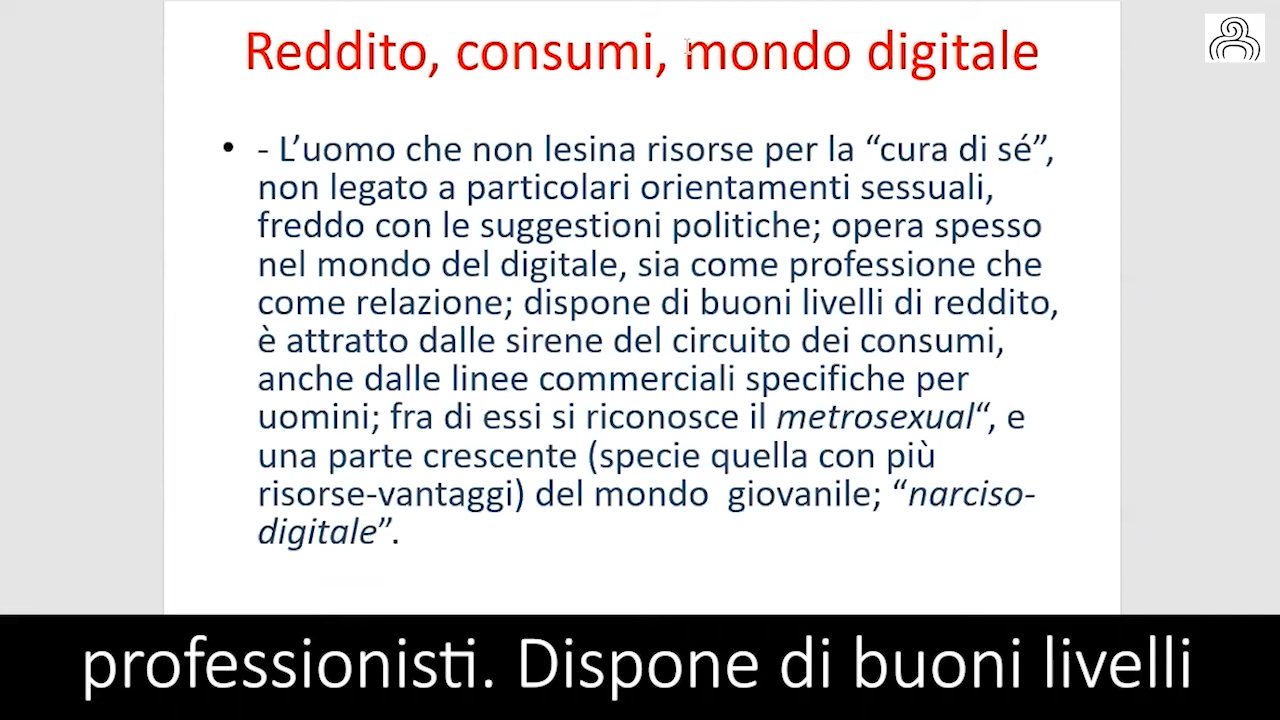 Reddito, consumi, mondo digitale
• - L’uomo che non lesina risorse per la “cura di sé”,
non legato a particolari orientamenti sessuali,
freddo con le suggestioni politiche; opera spesso
nel mondo del digitale, sia come professione che
come relazione; dispone di buoni livelli di reddito,
è attratto dalle sirene del circuito dei consumi,
anche dalle linee commerciali specifiche per
uomini; fra di essi si riconosce il metrosexual“, e
una parte crescente (specie quella con più
risorse-vantaggi) del mondo  giovanile; “narciso-
digitale”.
professionisti. Dispone di buoni livelli